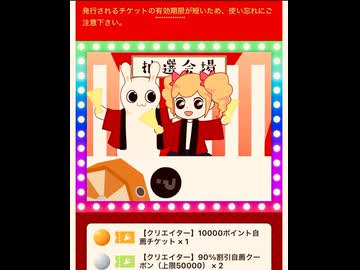 発行されるチケットの有効期限が短いため、使い忘れにご
注意下さい。
抽選会場
【クリエイター】10000ポイント自
薦チケット × 1
【クリエイター】90%割引自薦クー
ポン（上限50000） × 2